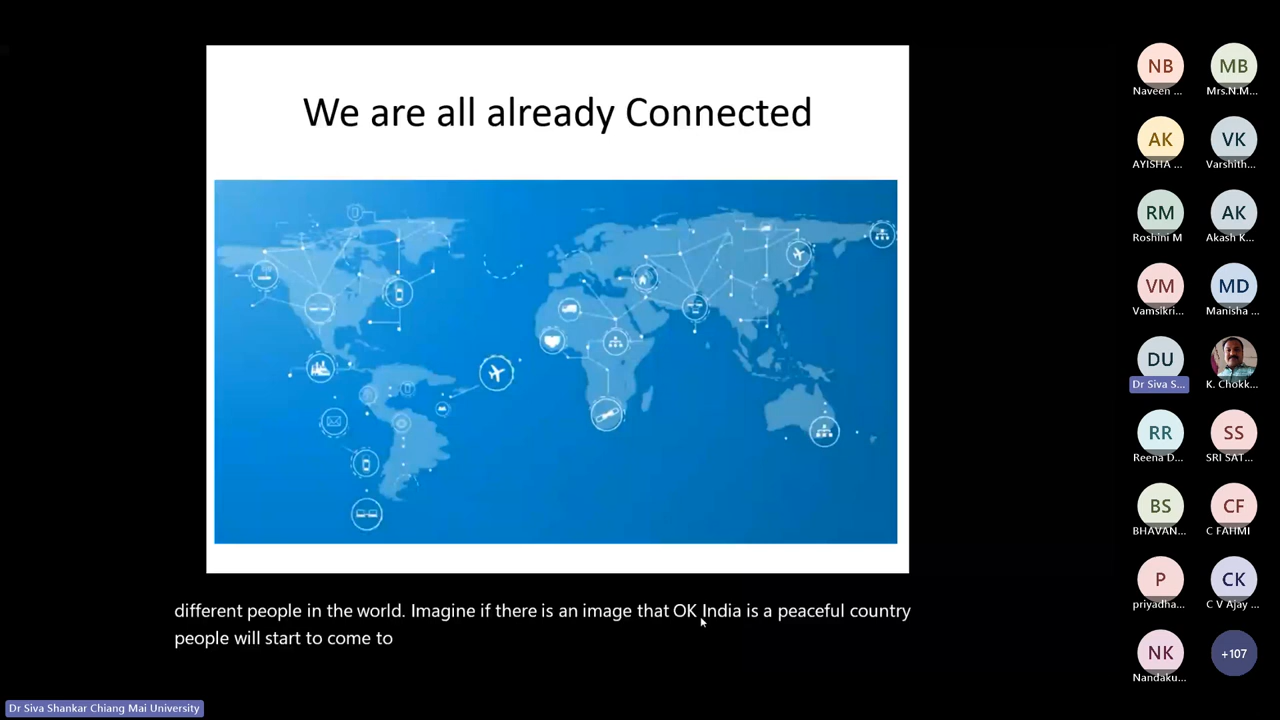 We are all already Connected
different people in the world. Imagine if there is an image that OK India is a peaceful country
people will start to come to
Dr Siva Shankar Chiang Mai University
NB MB
Naveen ... Mrs.N.M...
AK VK
AYISHA ... Varshith...
RM AK
Roshini M Akash K...
VM MD
Vamsikri... Manisha ...
DU
Dr Siva S... K. Chokk...
RR SS
Reena D... SRI SAT...
BS CF
BHAVAN... C FAHMI
P CK
priyadha... C V Ajay ...
NK +107
Nandaku...